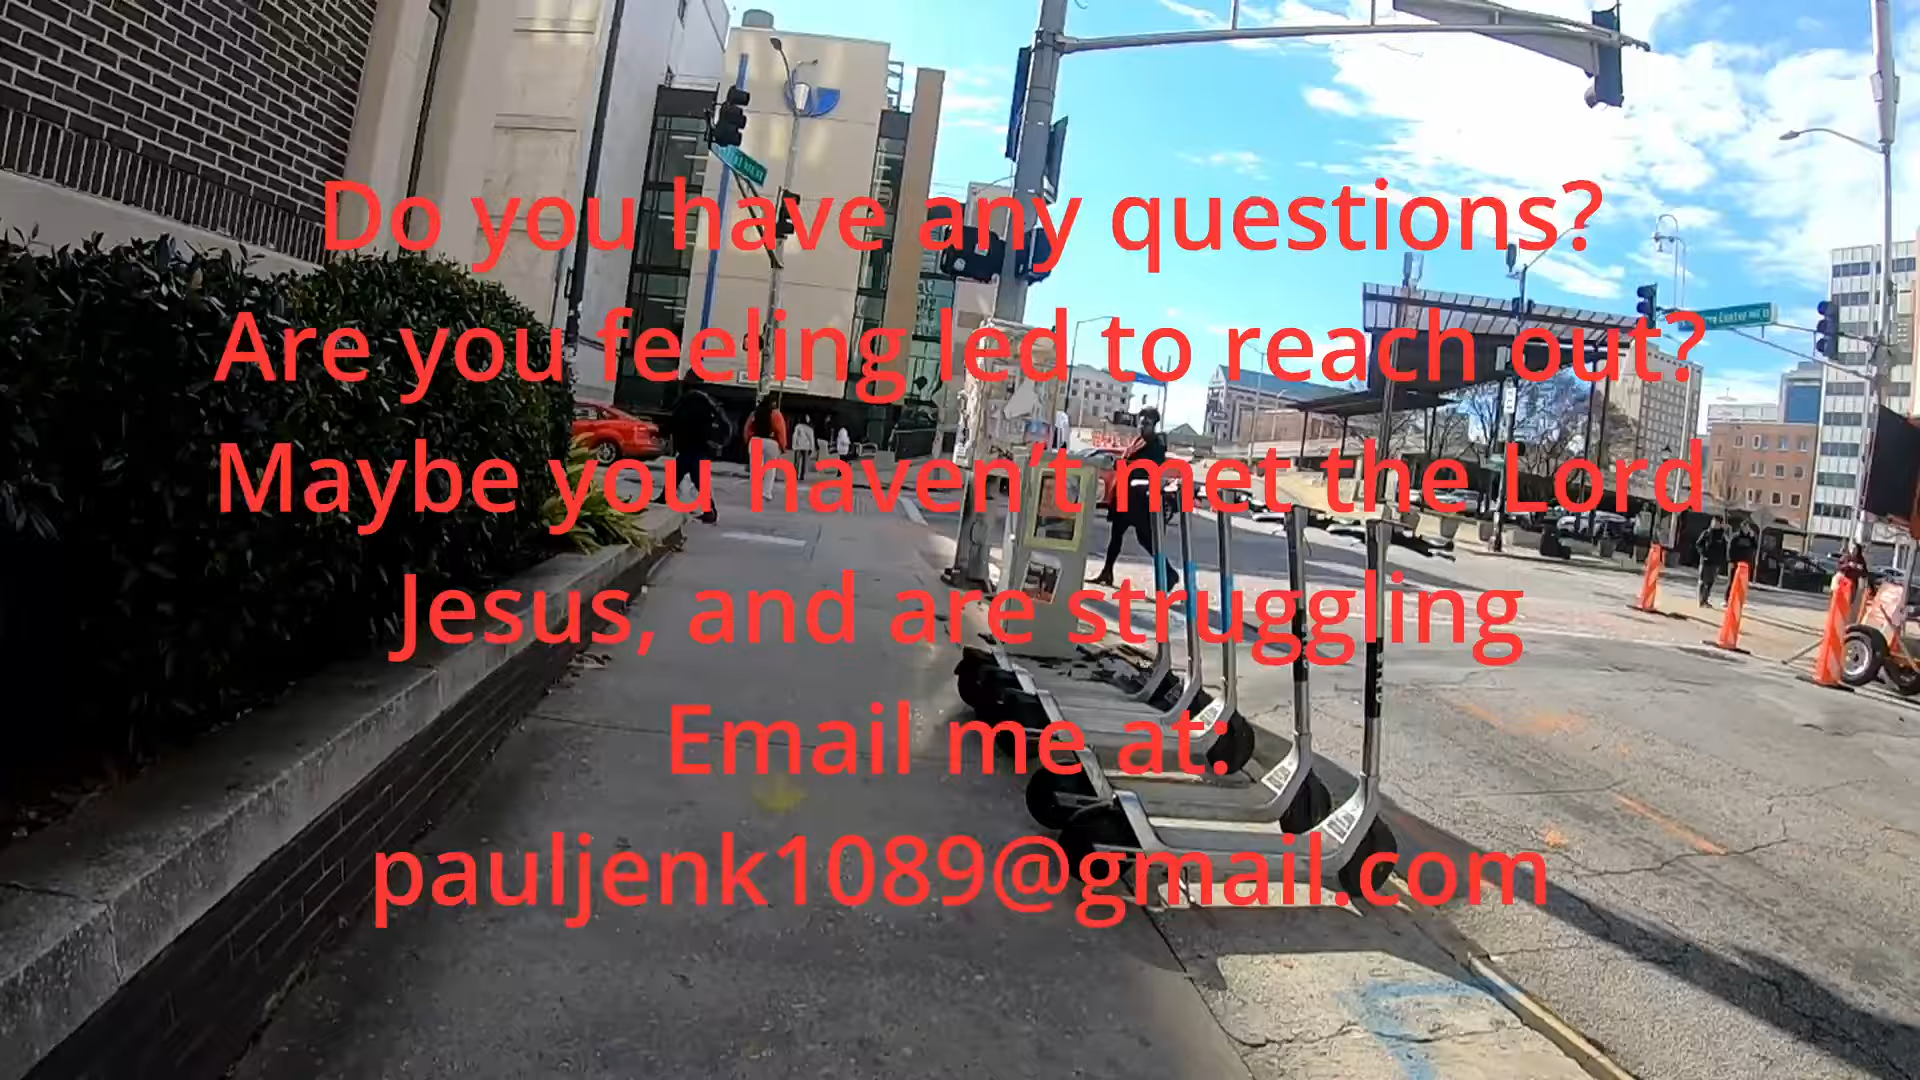 Do you have any questions?
Are you feeling led to reach out?
Maybe you haven't met the Lord
Jesus, and are struggling
Email me at:
pauljenk1089@gmail.com